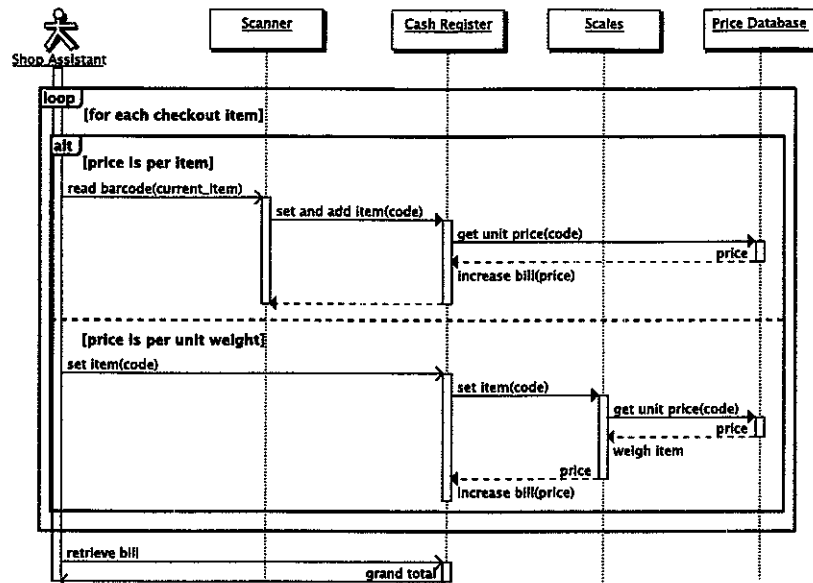 Scanner
Cash Register
Scales
Price Database
Shop Assistant
loop
[for each checkout item]
alt
[price is per item]
read barcode(current_item)
set and add item(code)
get unit price(code)
price
increase bill(price)
[price is per unit weight]
set item(code)
set item(code)
get unit price(code)
price
weigh item
price
increase bill(price)
retrieve bill
grand total